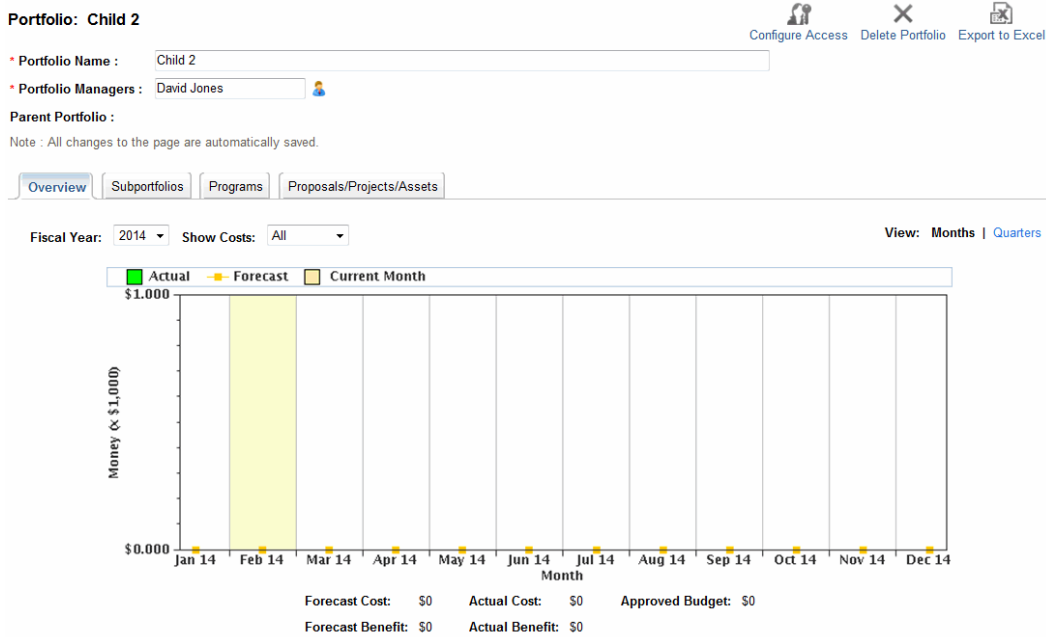 Portfolio: Child 2
Configure Access Delete Portfolio Export to Excel
* Portfolio Name : Child 2
* Portfolio Managers : David Jones
Parent Portfolio :
Note : All changes to the page are automatically saved.
Overview Subportfolios Programs Proposals/Projects/Assets
Fiscal Year: 2014 Show Costs: All View: Months | Quarters
Actual Forecast Current Month
$1.000
Money (x $1,000)
$0.000
Jan 14 Feb 14 Mar 14 Apr 14 May 14 Jun 14 Jul 14 Aug 14 Sep 14 Oct 14 Nov 14 Dec 14
Month
Forecast Cost: $0 Actual Cost: $0 Approved Budget: $0
Forecast Benefit: $0 Actual Benefit: $0